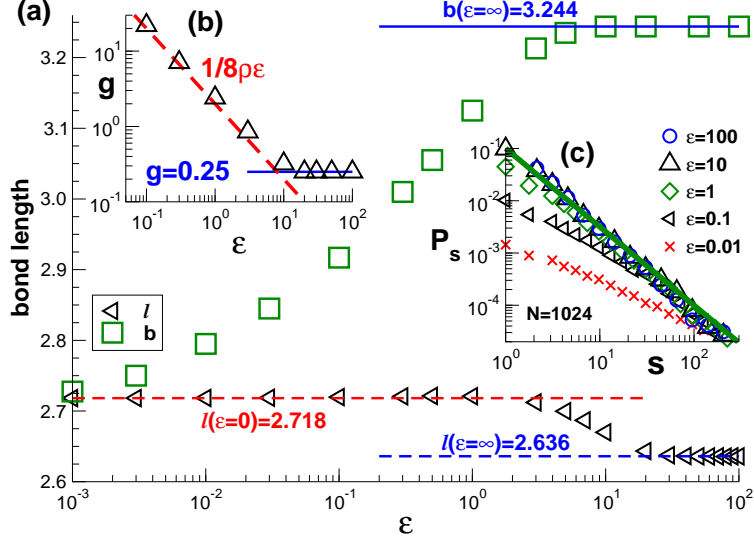 (a)
b(ε=∞)=3.244
3.2
3.1
3.0
2.9
2.8
2.7
2.6
bond length
10⁻³
10⁻²
10⁻¹
10⁰
10¹
10²
ε
(b)
10¹
10⁰
10⁻¹
g
1/8ρε
g=0.25
10⁻¹
10⁰
10¹
10²
ε
(c)
ε=100
ε=10
ε=1
ε=0.1
ε=0.01
10⁻¹
10⁻²
10⁻³
10⁻⁴
Pₛ
N=1024
10⁰
10¹
10²
s
l
b
l(ε=0)=2.718
l(ε=∞)=2.636